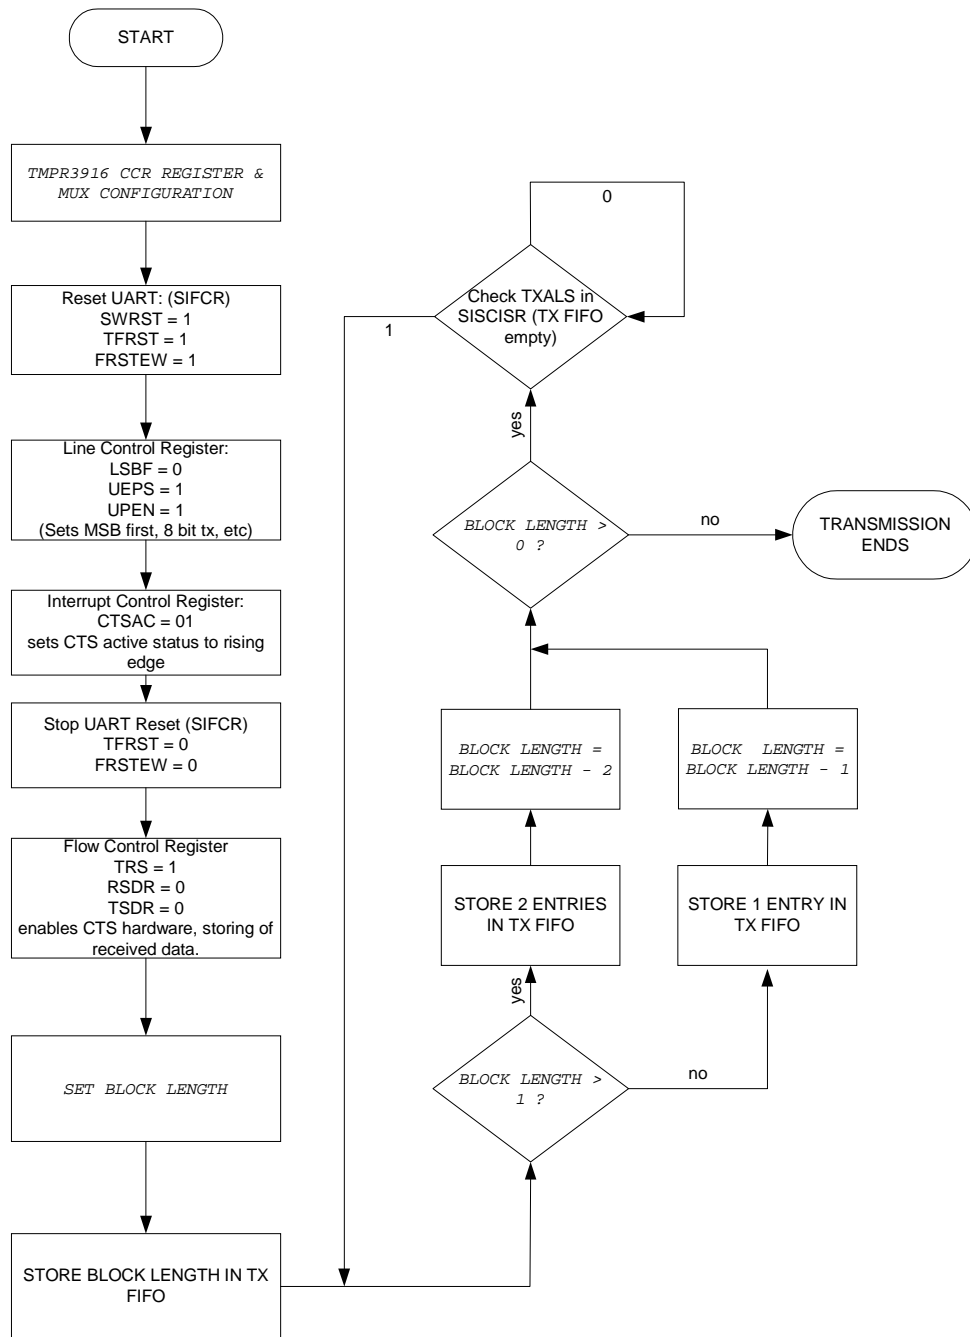 START
TMPR3916 CCR REGISTER &
MUX CONFIGURATION
Reset UART: (SIFCR)
SWRST = 1
TFRST = 1
FRSTEW = 1
Line Control Register:
LSBF = 0
UEPS = 1
UPEN = 1
(Sets MSB first, 8 bit tx, etc)
Interrupt Control Register:
CTSAC = 01
sets CTS active status to rising
edge
Stop UART Reset (SIFCR)
TFRST = 0
FRSTEW = 0
Flow Control Register
TRS = 1
RSDR = 0
TSDR = 0
enables CTS hardware, storing of
received data.
SET BLOCK LENGTH
STORE BLOCK LENGTH IN TX
FIFO
0
Check TXALS in
SISCISR (TX FIFO
empty)
1
yes
BLOCK LENGTH >
0 ?
no
TRANSMISSION
ENDS
BLOCK LENGTH =
BLOCK LENGTH - 2
BLOCK LENGTH =
BLOCK LENGTH - 1
STORE 2 ENTRIES
IN TX FIFO
STORE 1 ENTRY IN
TX FIFO
yes
BLOCK LENGTH >
1 ?
no